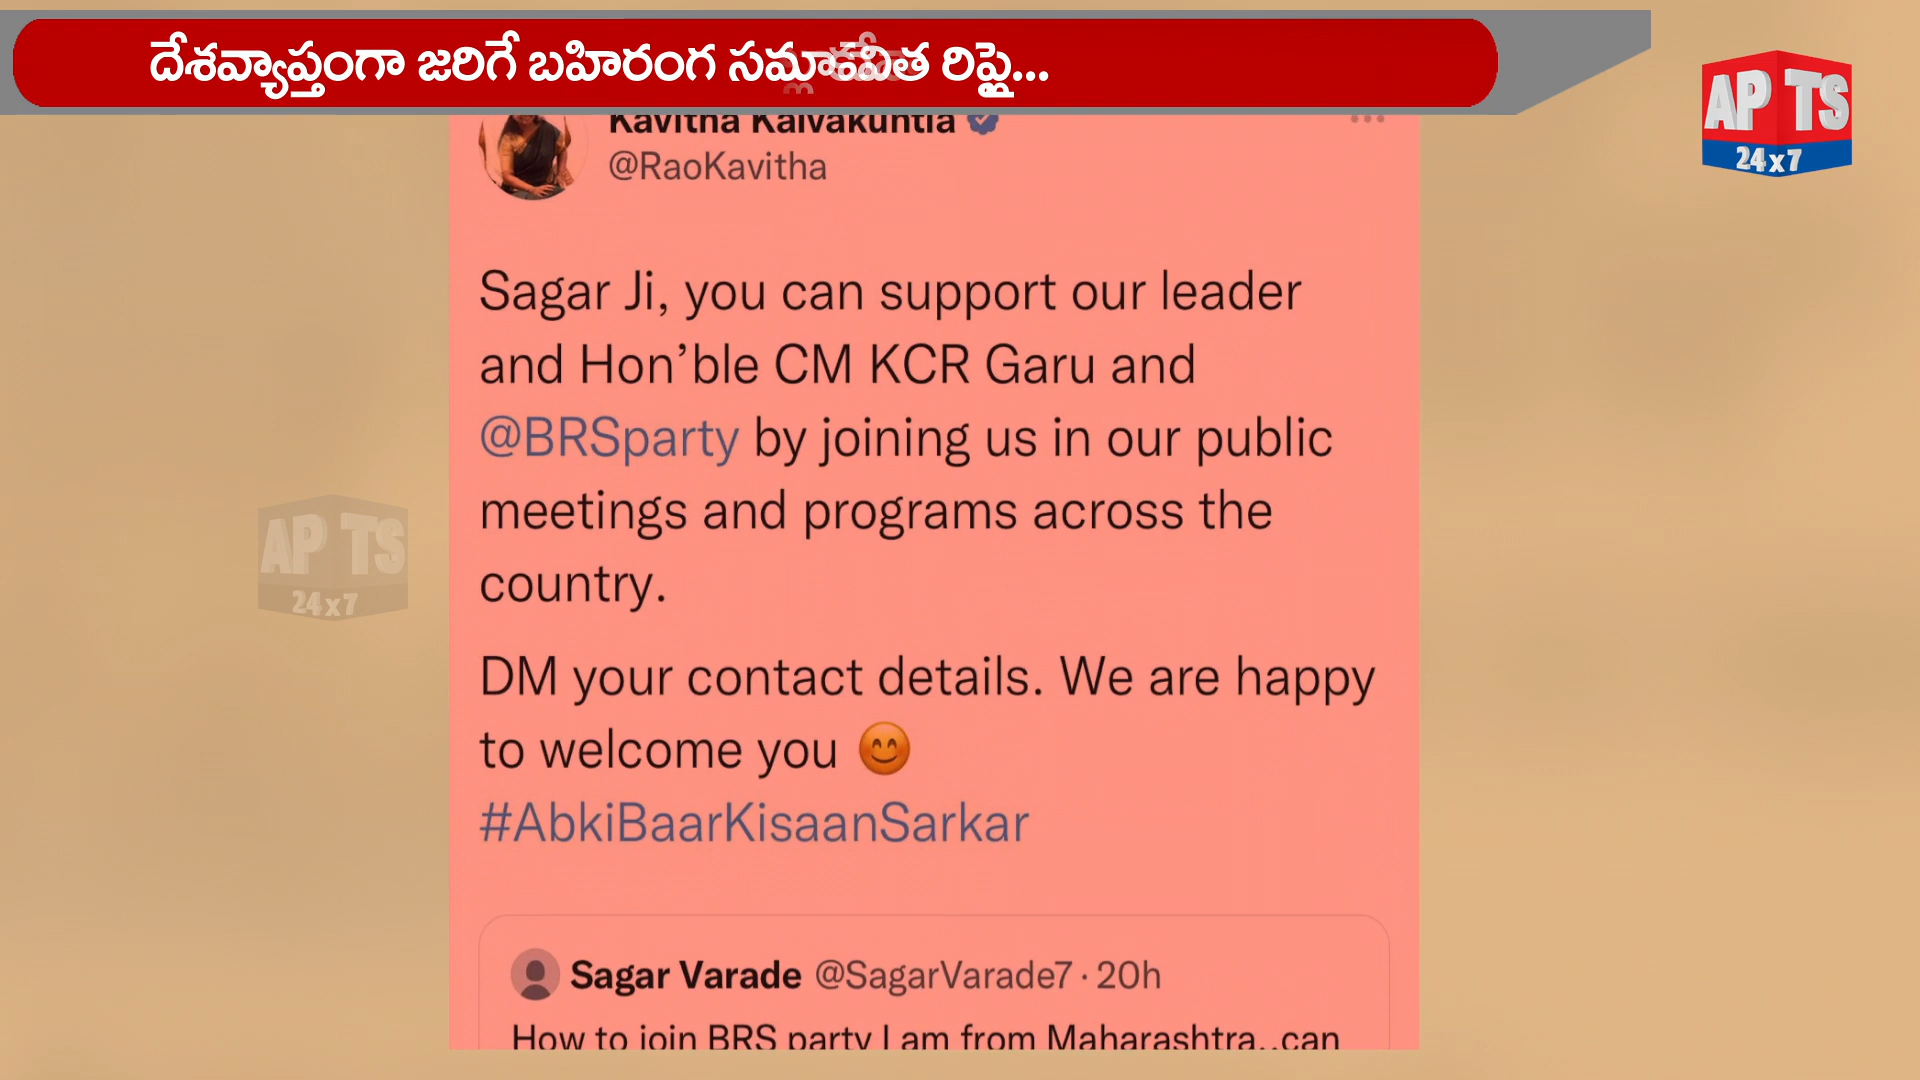 దేశవ్యాప్తంగా జరిగే బహిరంగ రిప్లై...
AP TS
24x7
Kavitha Kalvakuntla
@RaoKavitha
Sagar Ji, you can support our leader
and Hon’ble CM KCR Garu and
@BRSparty by joining us in our public
meetings and programs across the
country.
AP TS
24x7
DM your contact details. We are happy
to welcome you 😊
#AbkiBaarKisaanSarkar
Sagar Varade @SagarVarade7 · 20h
How to join BRS party I am from Maharashtra..can